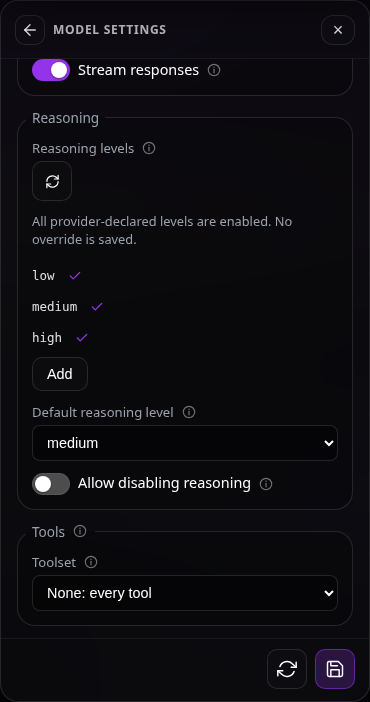 MODEL SETTINGS
Stream responses
Reasoning
Reasoning levels
All provider-declared levels are enabled. No
override is saved.
low
medium
high
Add
Default reasoning level
medium
Allow disabling reasoning
Tools
Toolset
None: every tool